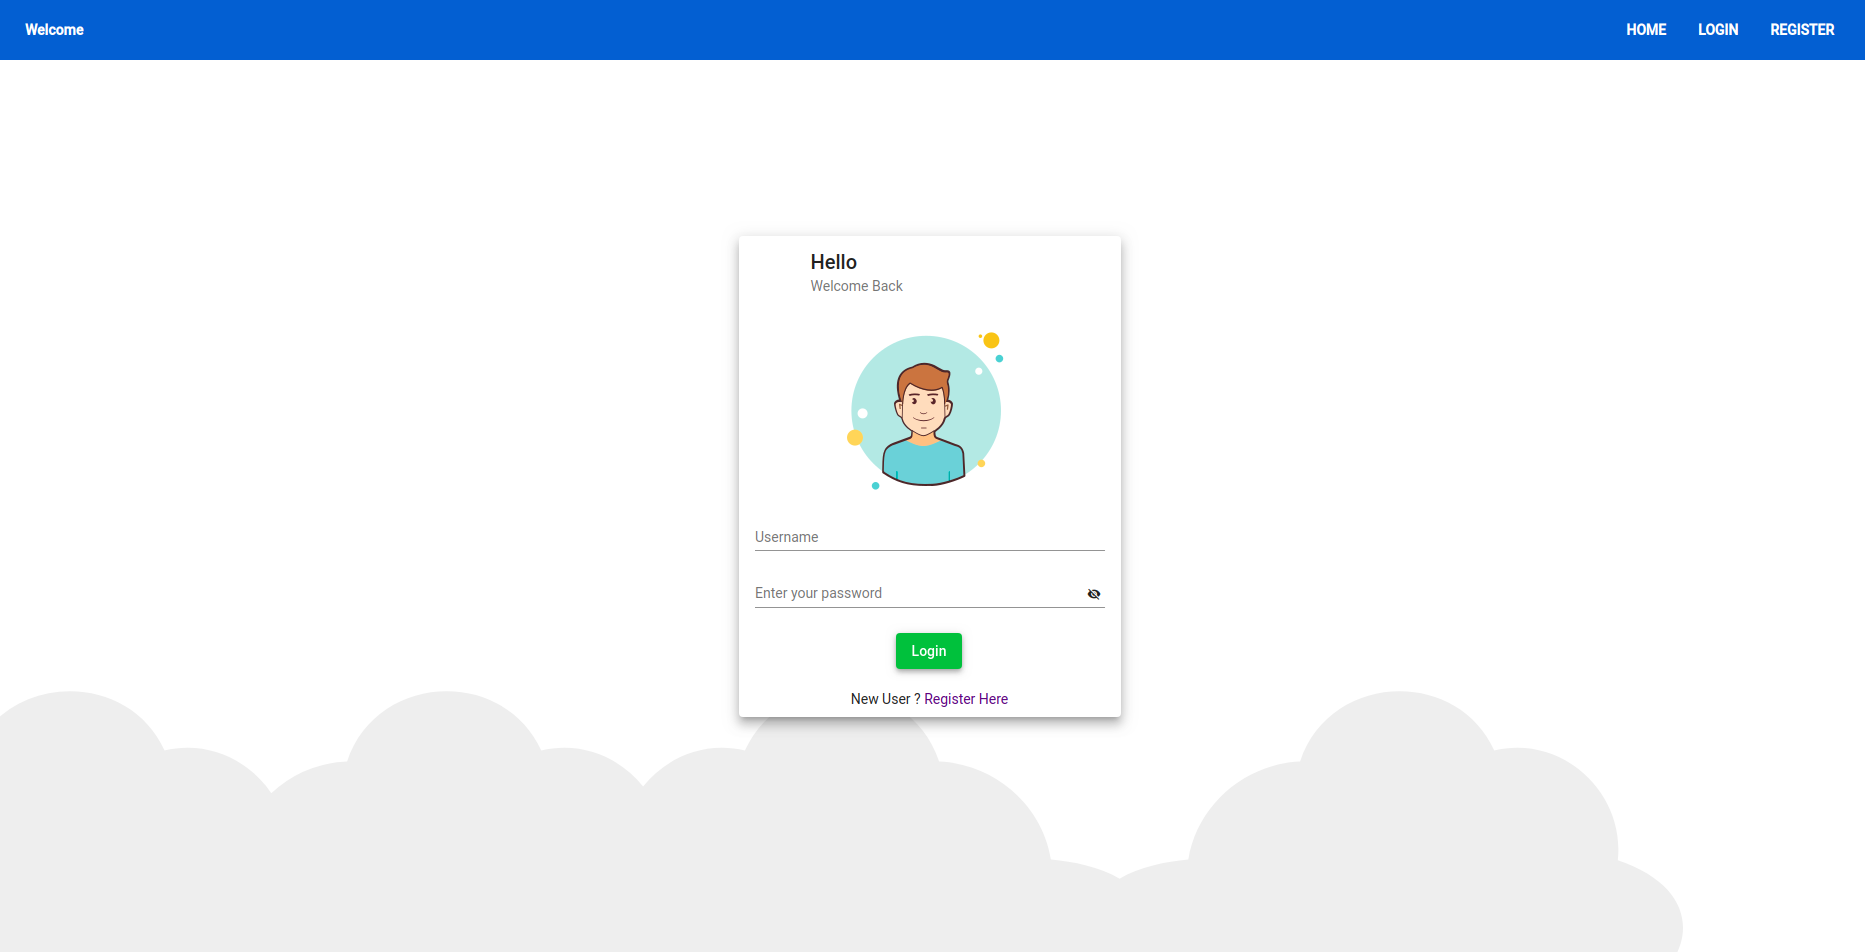 Welcome HOME LOGIN REGISTER
Hello
Welcome Back
Username
Enter your password
Login
New User ? Register Here